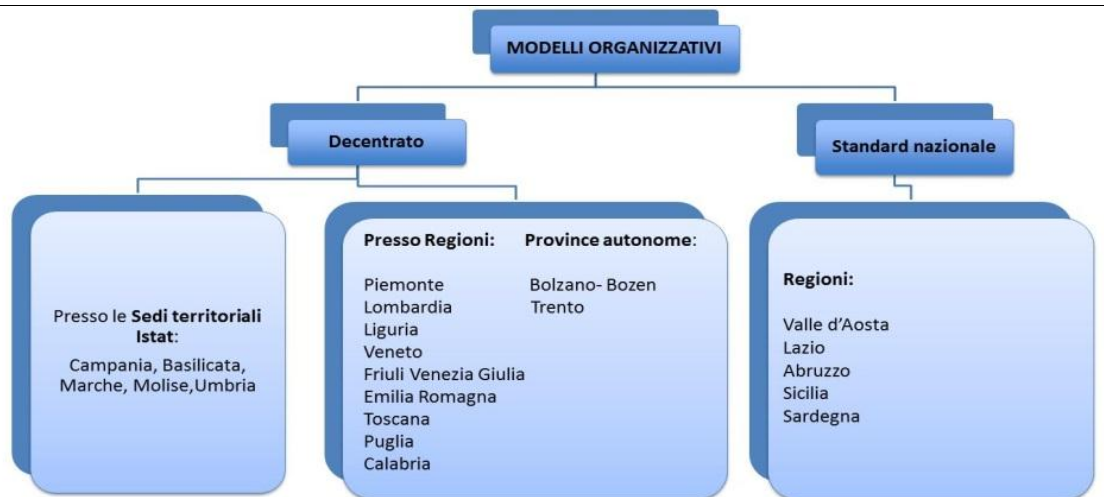 MODELLI ORGANIZZATIVI
Decentrato
Standard nazionale
Presso le Sedi territoriali
Istat:
Campania, Basilicata,
Marche, Molise,Umbria
Presso Regioni:
Piemonte
Lombardia
Liguria
Veneto
Friuli Venezia Giulia
Emilia Romagna
Toscana
Puglia
Calabria
Province autonome:
Bolzano- Bozen
Trento
Regioni:
Valle d’Aosta
Lazio
Abruzzo
Sicilia
Sardegna